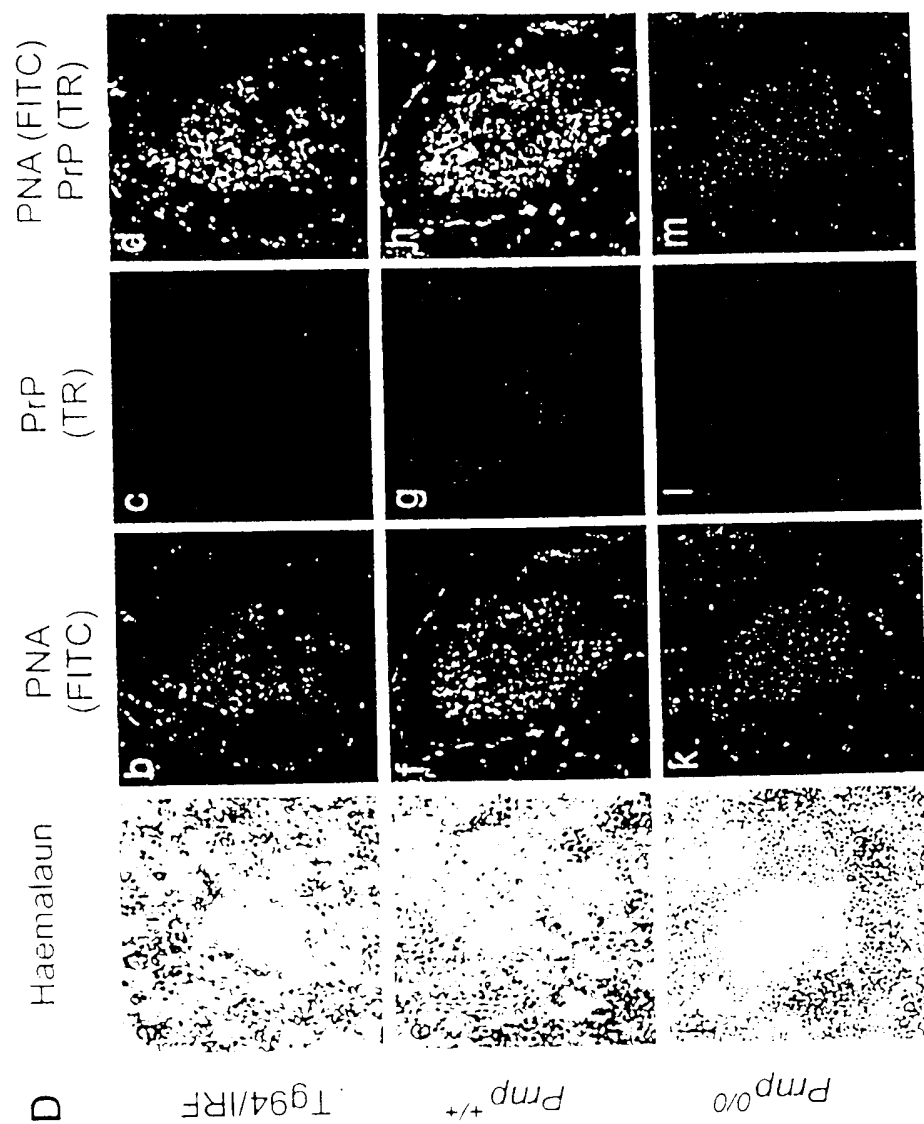 D
Haemalaun
PNA
(FITC)
PrP
(TR)
PNA (FITC)
PrP (TR)
Tg94/IRF
b
c
d
Prnp+/+
e
f
g
h
Prnp0/0
k
l
m